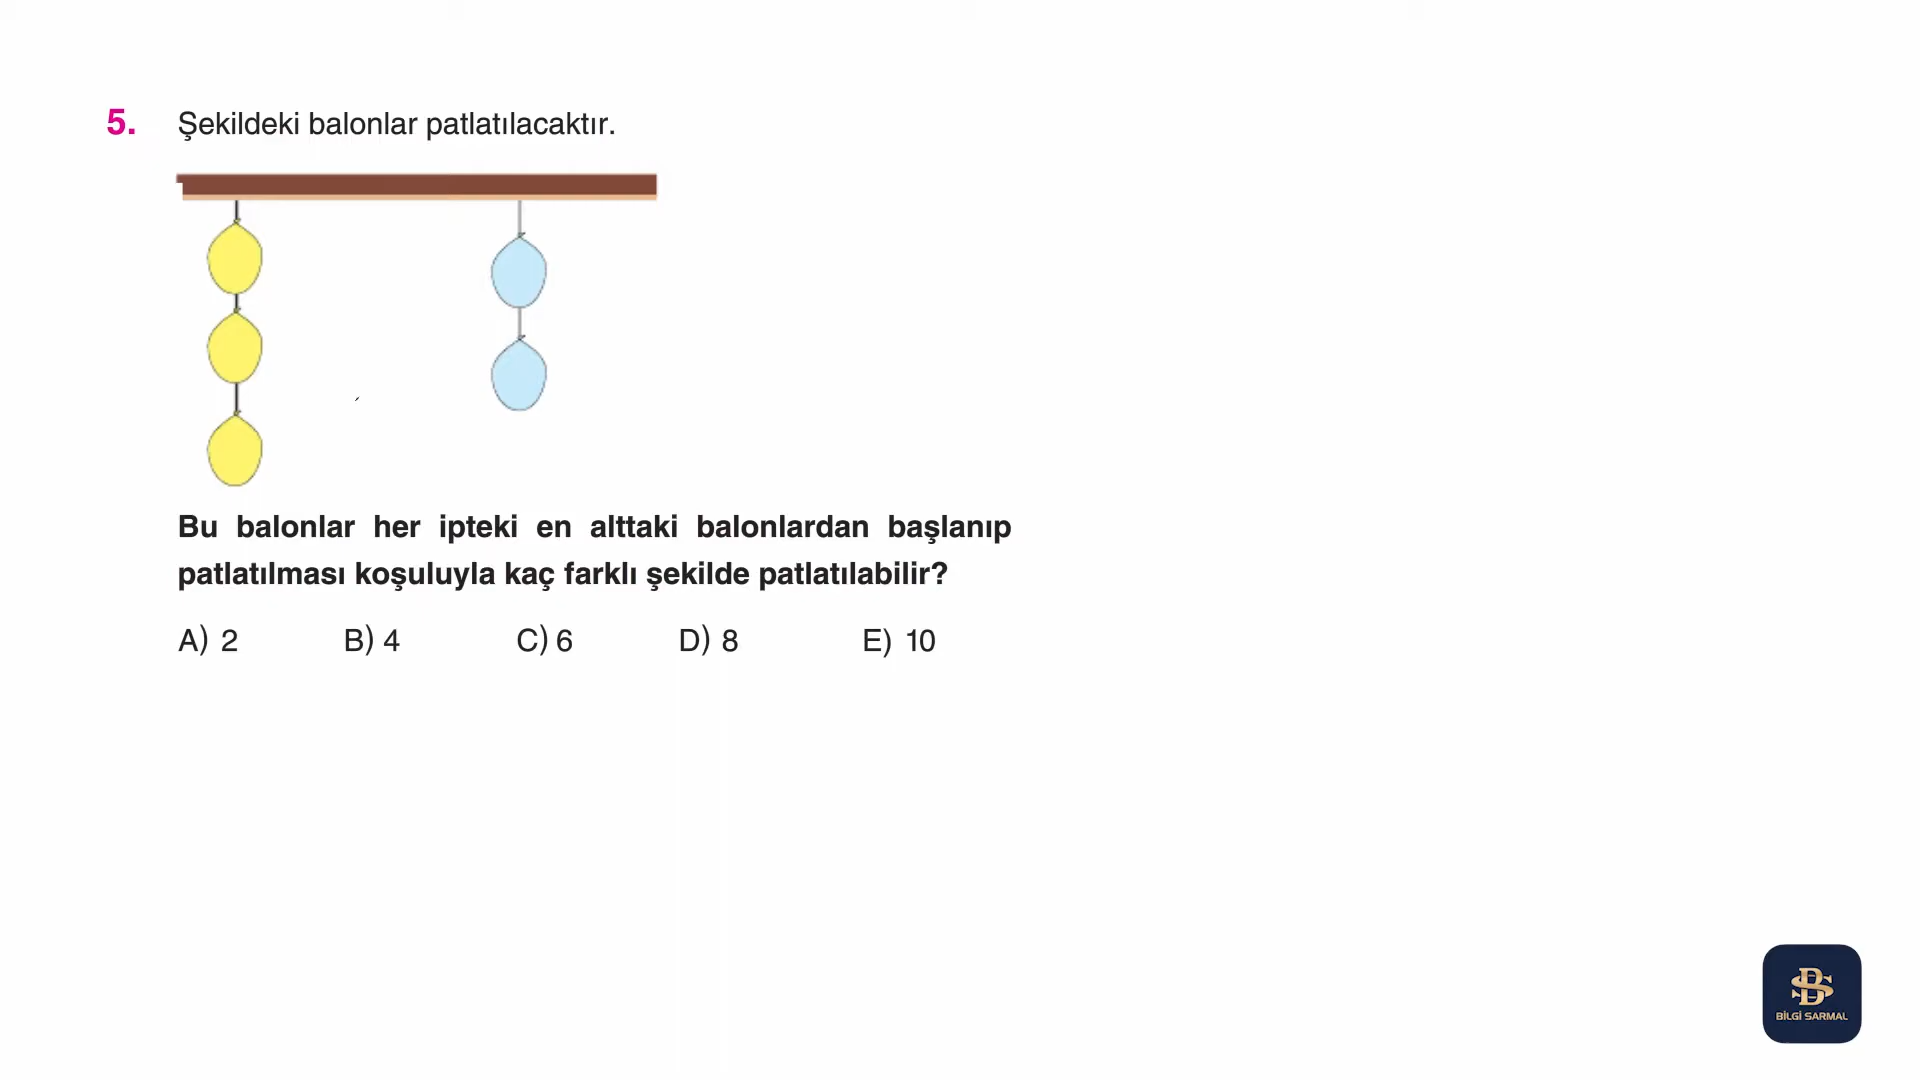 5. Şekildeki balonlar patlatılacaktır.
Bu balonlar her ipteki en alttaki balonlardan başlanıp
patlatılması koşuluyla kaç farklı şekilde patlatılabilir?
A) 2 B) 4 C) 6 D) 8 E) 10
BS
BİLGİ SARMAL